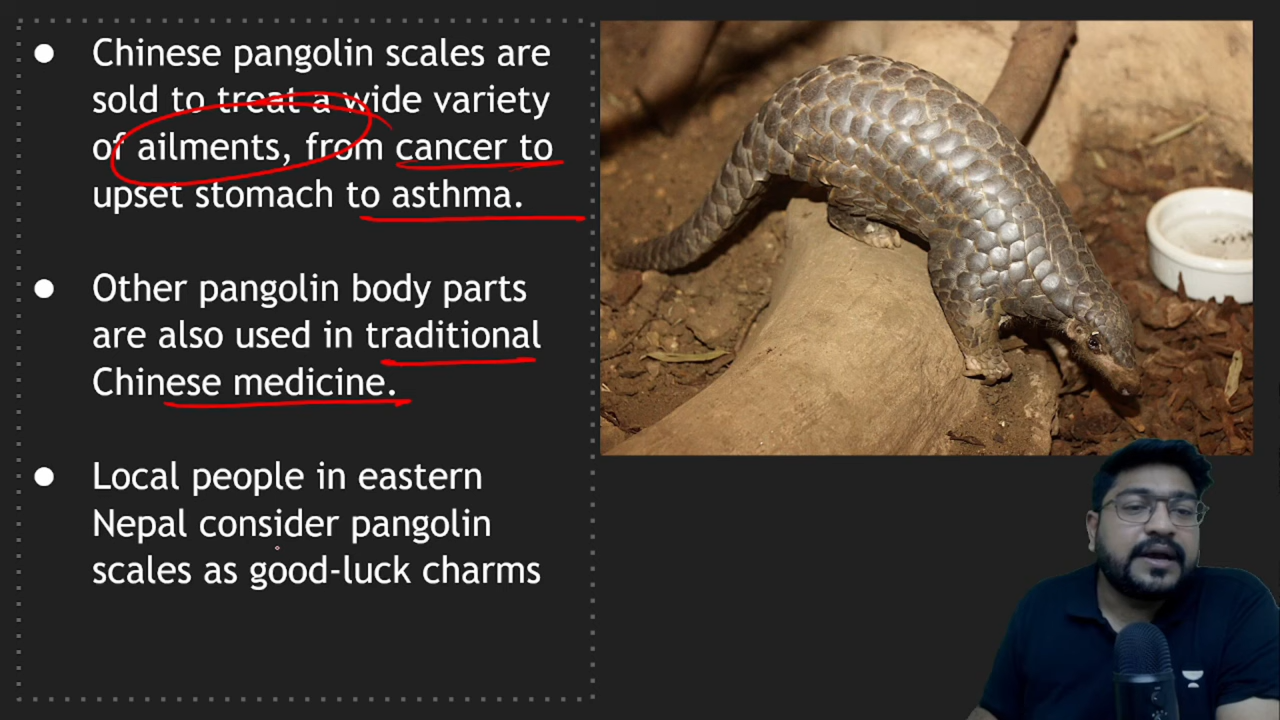 ● Chinese pangolin scales are
sold to treat a wide variety
of ailments, from cancer to
upset stomach to asthma.
● Other pangolin body parts
are also used in traditional
Chinese medicine.
● Local people in eastern
Nepal consider pangolin
scales as good-luck charms